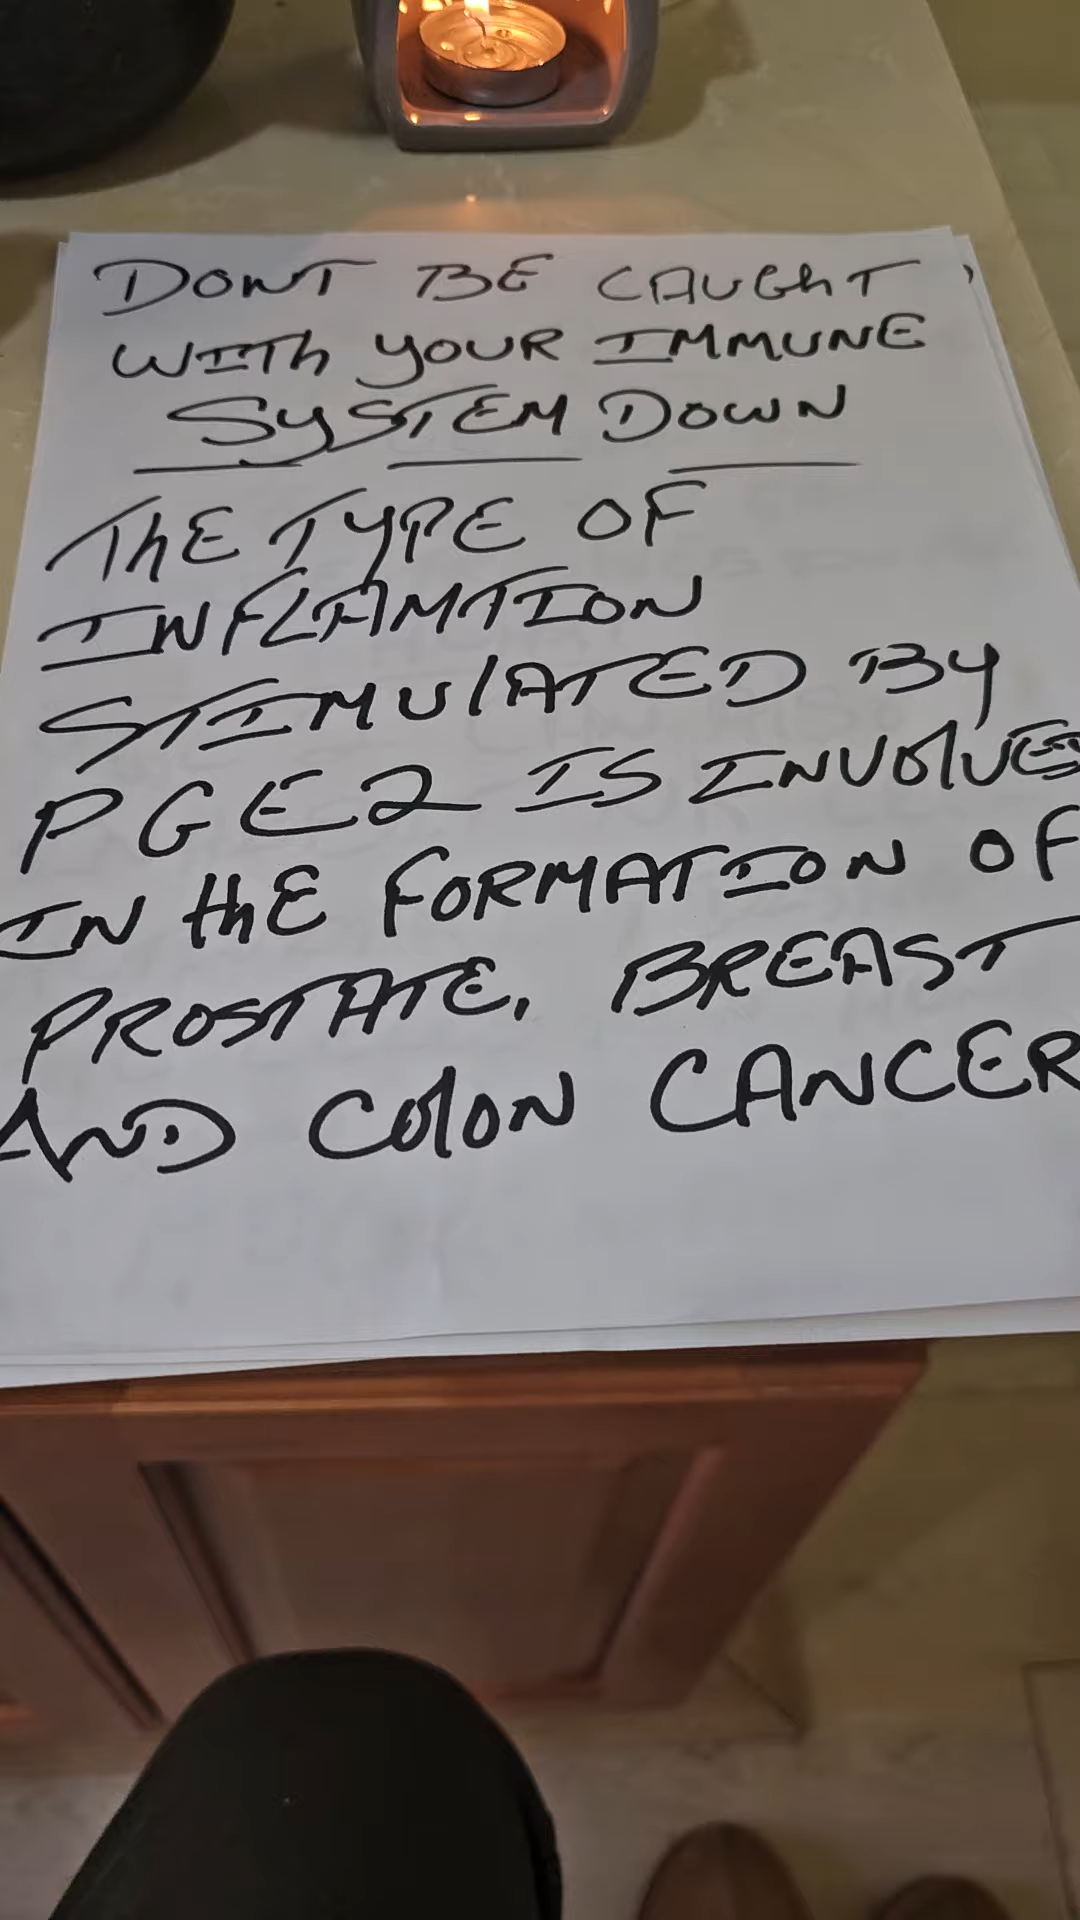 DONT BE CAUGHT
WITH YOUR IMMUNE
SYSTEM DOWN
THE TYPE OF
INFLAMTION
STIMULATED BY
PGE2 IS INVOLVED
IN THE FORMATION OF
PROSTATE, BREAST
AND COLON CANCER